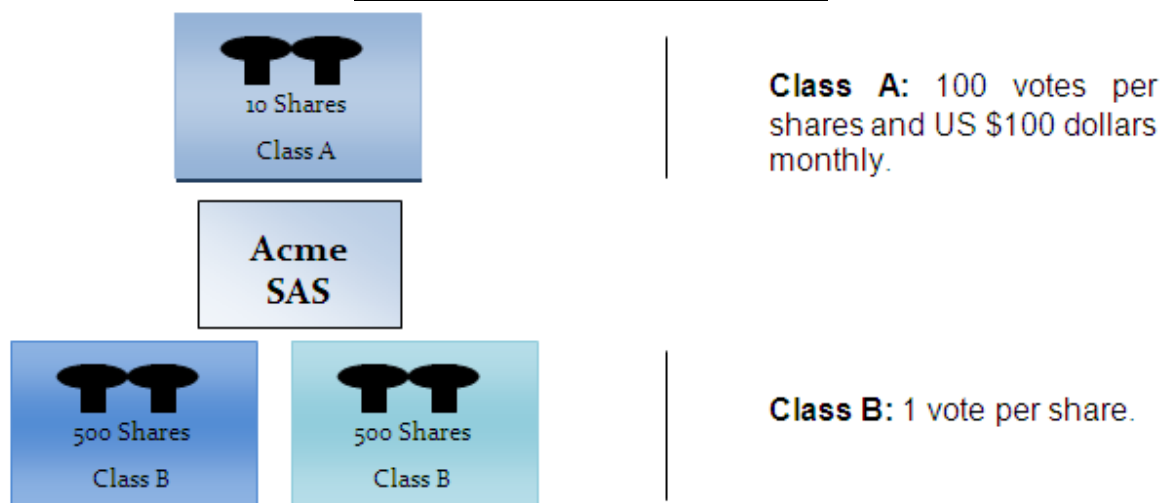 10 Shares
Class A
Class A: 100 votes per
shares and US $100 dollars
monthly.
Acme
SAS
500 Shares
Class B
500 Shares
Class B
Class B: 1 vote per share.